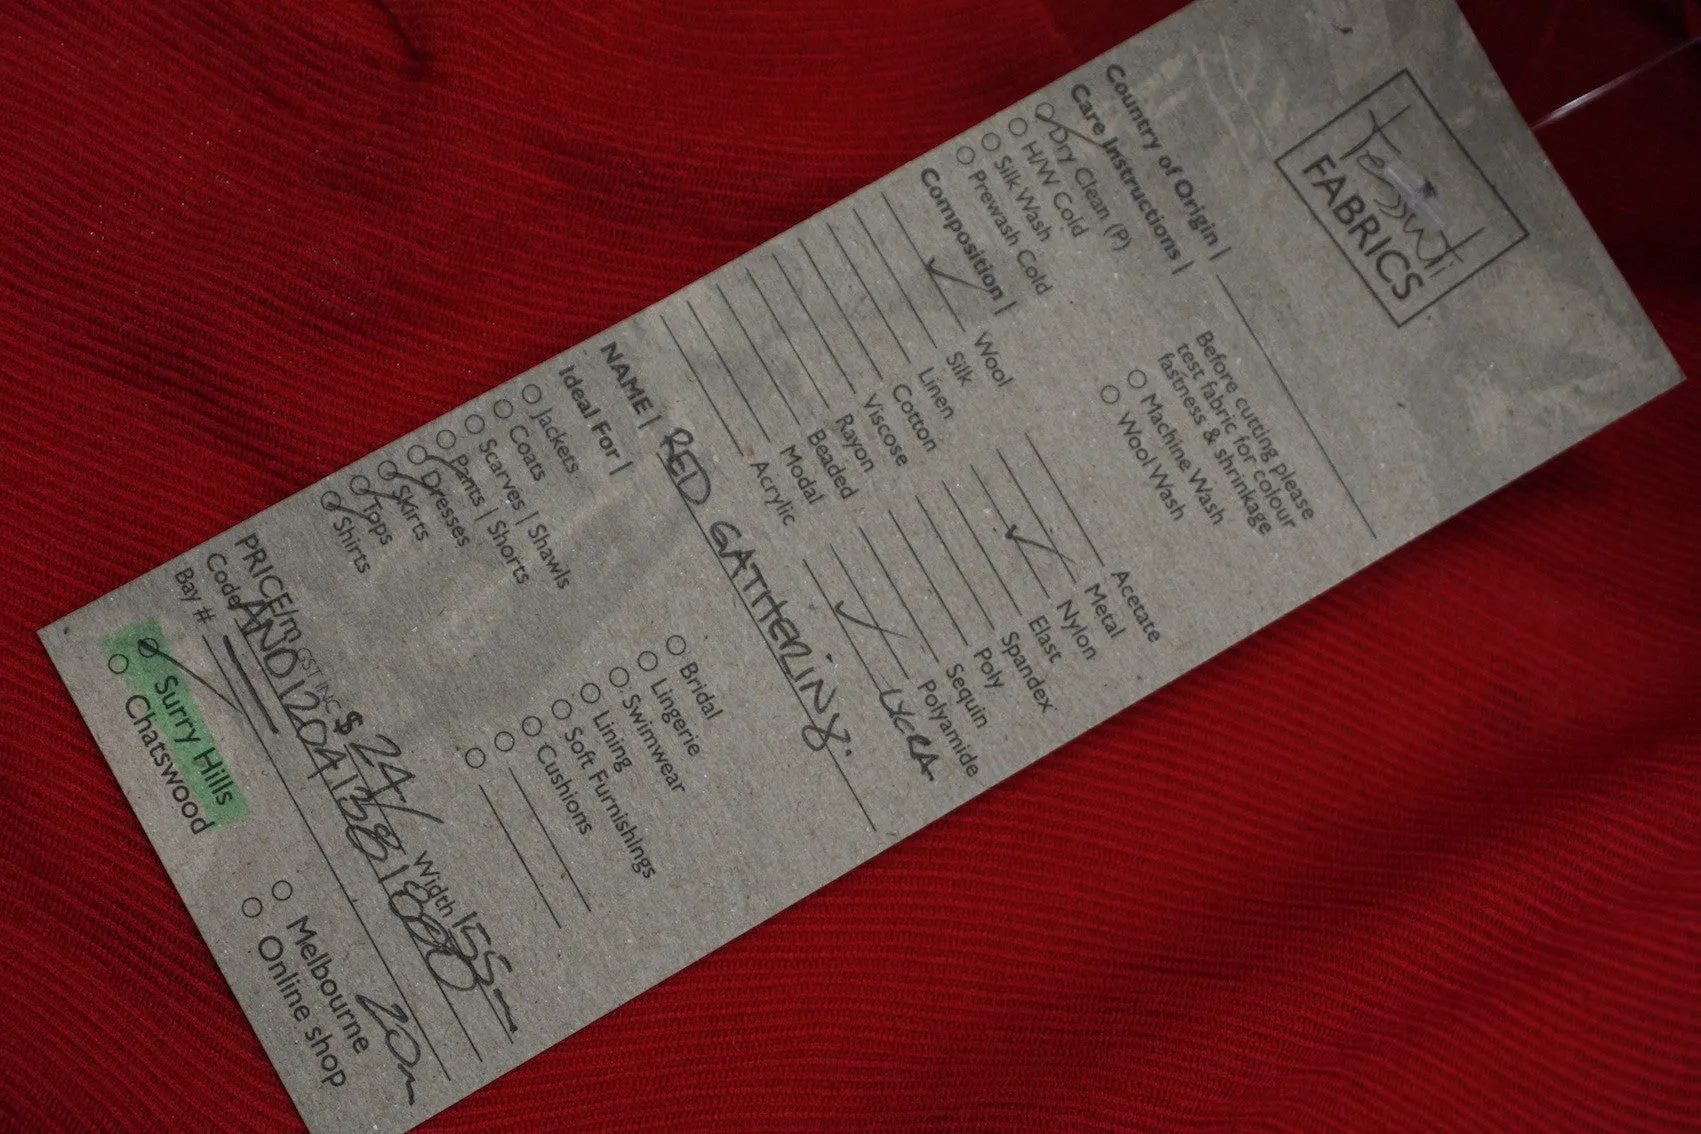 Tessuti
FABRICS
Country of Origin |
Care Instructions |
Dry Clean (P)
H/W Cold
Silk Wash
Prewash Cold
Before cutting please
test fabric for colour
fastness & shrinkage
Machine Wash
Wool Wash
Composition |
Wool
Silk
Linen
Cotton
Viscose
Rayon
Beaded
Modal
Acrylic
Acetate
Metal
Nylon
Elast
Spandex
Poly
Sequin
Polyamide
LYCRA
NAME | RED GATHERING.
Ideal For |
Jackets
Coats
Scarves | Shawls
Pants | Shorts
Dresses
Skirts
Tops
Shirts
Bridal
Lingerie
Swimwear
Lining
Soft Furnishings
Cushions
PRICE/m GST INC $ 24/ Width 155
Code AND1204138
Bay #
Surry Hills
Chatswood
Melbourne
Online shop